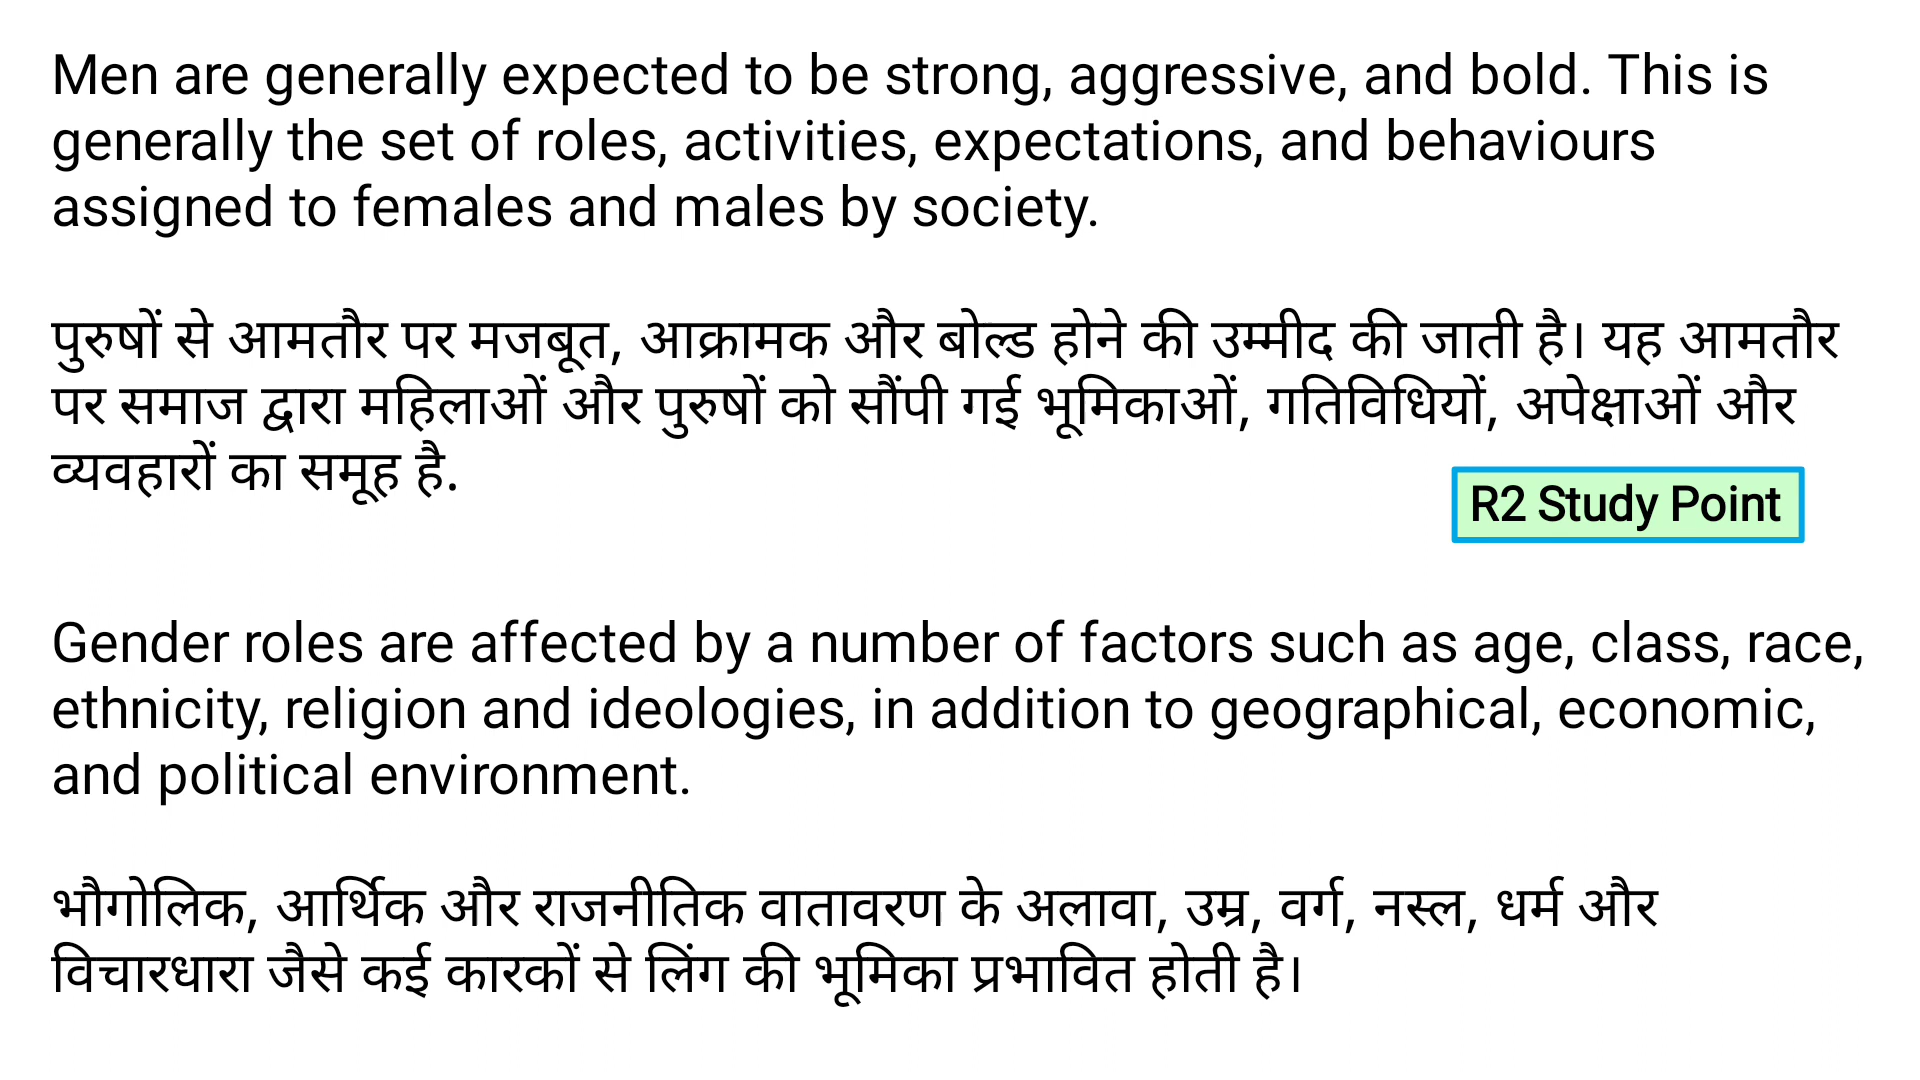 Men are generally expected to be strong, aggressive, and bold. This is
generally the set of roles, activities, expectations, and behaviours
assigned to females and males by society.
पुरुषों से आमतौर पर मजबूत, आक्रामक और बोल्ड होने की उम्मीद की जाती है। यह आमतौर
पर समाज द्वारा महिलाओं और पुरुषों को सौंपी गई भूमिकाओं, गतिविधियों, अपेक्षाओं और
व्यवहारों का समूह है.
R2 Study Point
Gender roles are affected by a number of factors such as age, class, race,
ethnicity, religion and ideologies, in addition to geographical, economic,
and political environment.
भौगोलिक, आर्थिक और राजनीतिक वातावरण के अलावा, उम्र, वर्ग, नस्ल, धर्म और
विचारधारा जैसे कई कारकों से लिंग की भूमिका प्रभावित होती है।